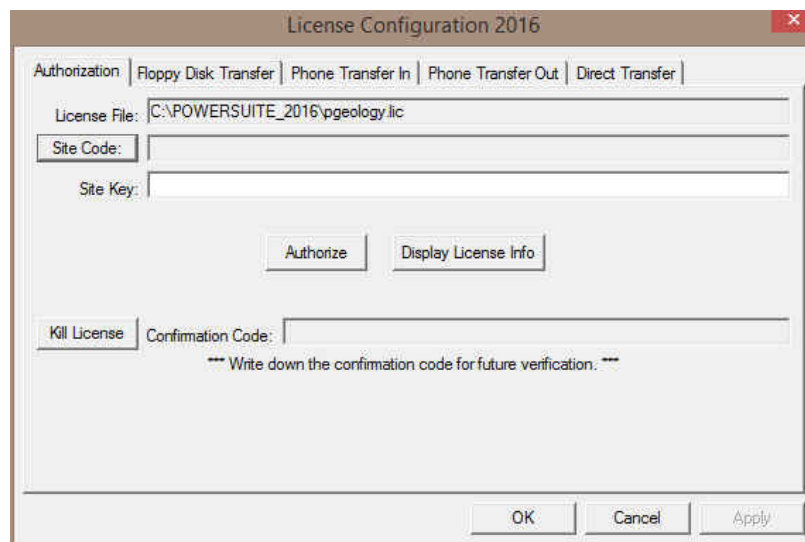 License Configuration 2016
x
Authorization Floppy Disk Transfer Phone Transfer In Phone Transfer Out Direct Transfer
License File: C:\POWERSUITE_2016\pgeology.lic
Site Code:
Site Key:
Authorize Display License Info
Kill License Confirmation Code:
*** Write down the confirmation code for future verification. ***
OK Cancel Apply